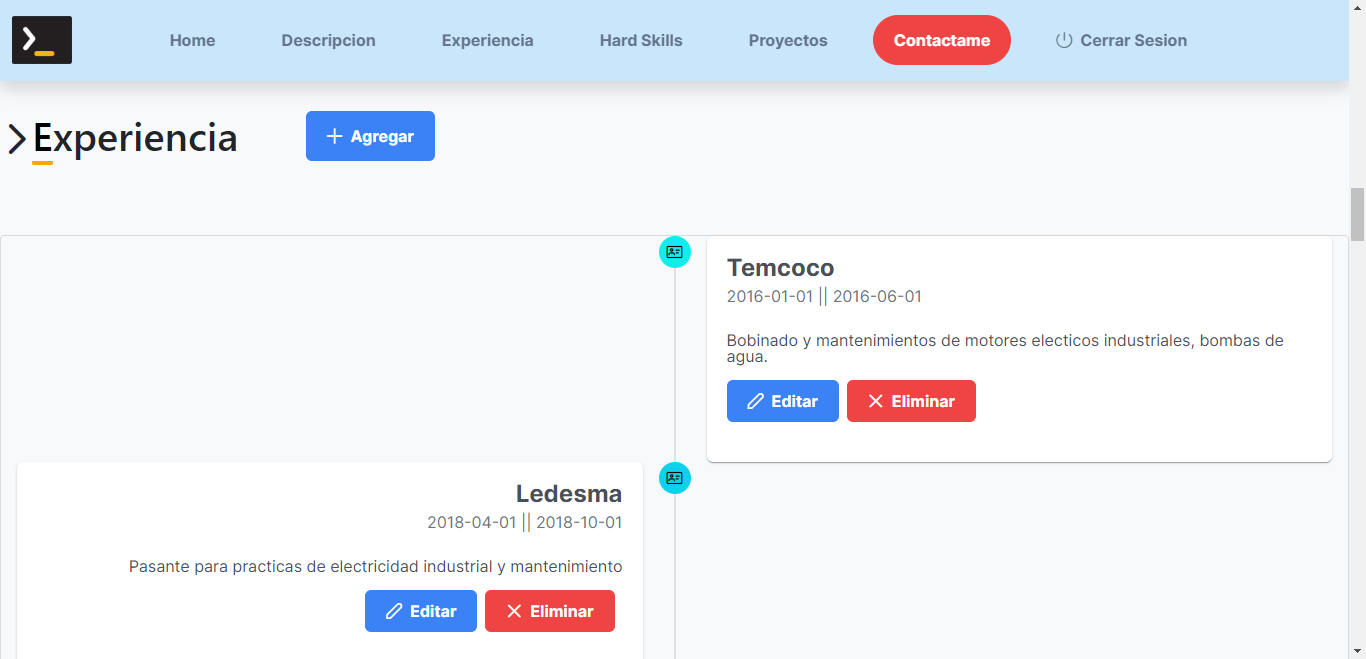 Home Descripcion Experiencia Hard Skills Proyectos Contactame Cerrar Sesion
Experiencia Agregar
Temcoco
2016-01-01 || 2016-06-01
Bobinado y mantenimientos de motores electicos industriales, bombas de
agua.
Editar Eliminar
Ledesma
2018-04-01 || 2018-10-01
Pasante para practicas de electricidad industrial y mantenimiento
Editar Eliminar